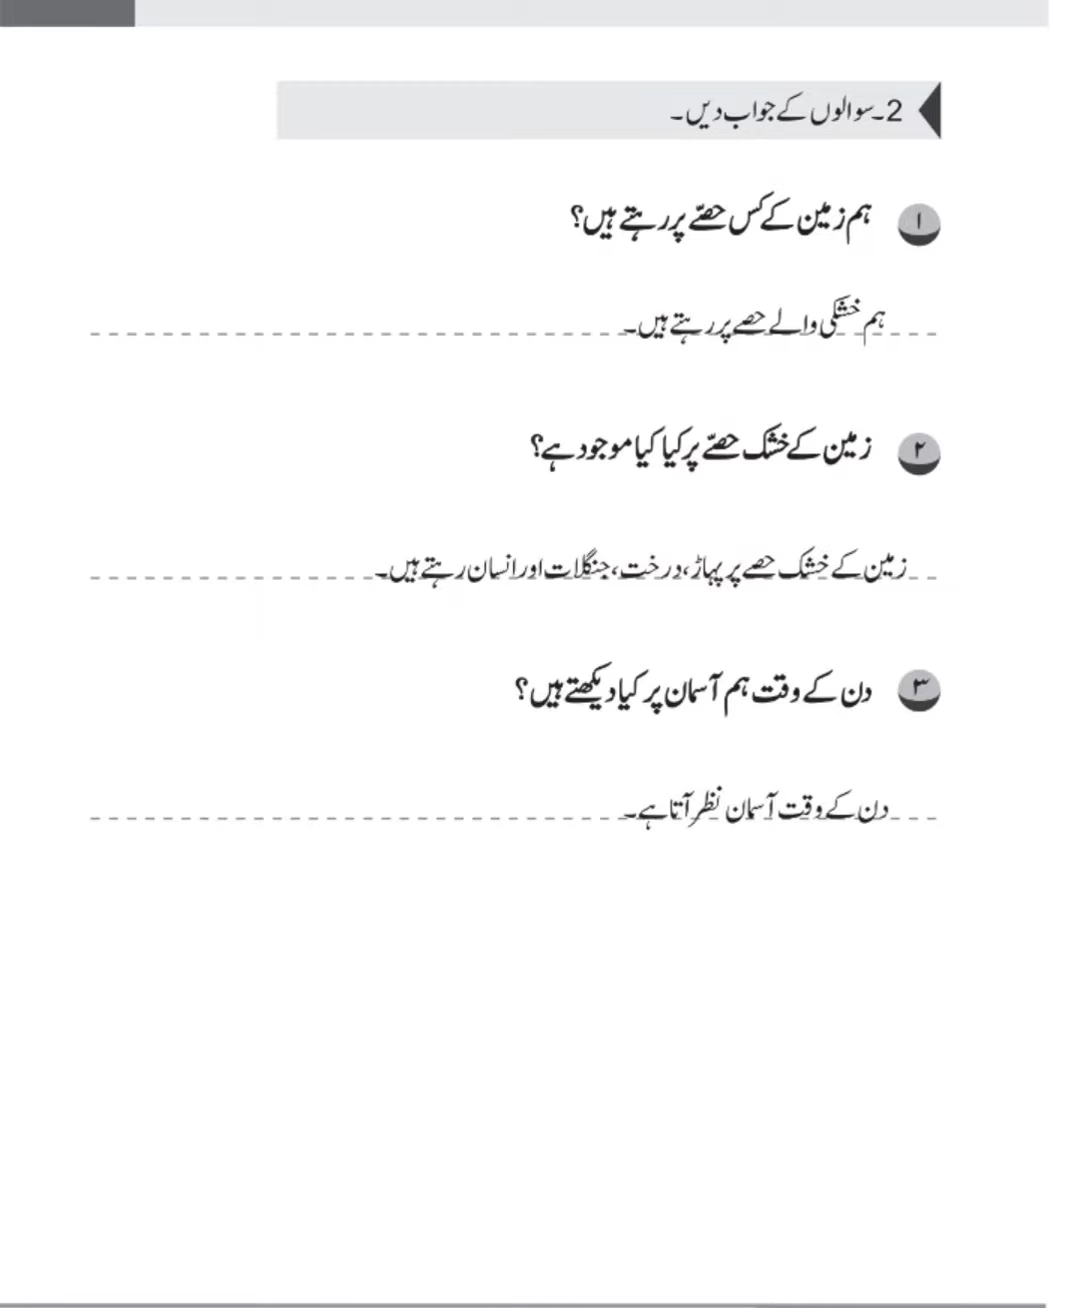 2۔سوالوں کے جواب دیں۔
۱ ہم زمین کے کس حصّے پر رہتے ہیں؟
ہم خشکی والے حصے پر رہتے ہیں۔
۲ زمین کے خشک حصّے پر کیا کیا موجود ہے؟
زمین کے خشک حصے پر پہاڑ، درخت، جنگلات اور انسان رہتے ہیں۔
۳ دن کے وقت ہم آسمان پر کیا دیکھتے ہیں؟
دن کے وقت آسمان نظر آتا ہے۔